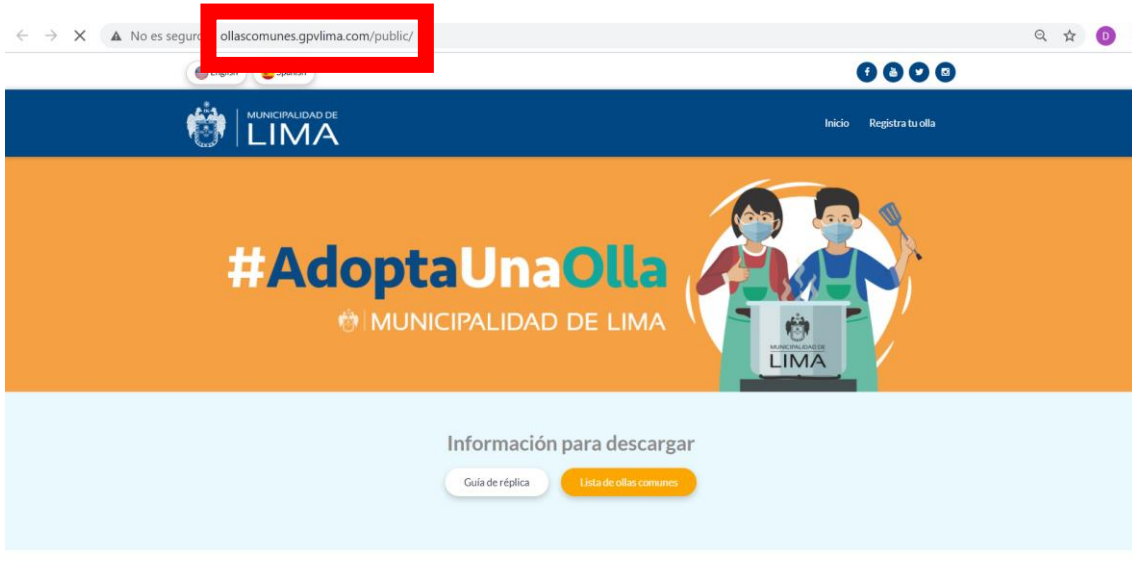 No es seguro
ollascomunes.gpvlima.com/public/
D
English Spanish
MUNICIPALIDAD DE
LIMA
Inicio Registra tu olla
#AdoptaUnaOlla
MUNICIPALIDAD DE LIMA
MUNICIPALIDAD DE
LIMA
Información para descargar
Guía de réplica Lista de ollas comunes